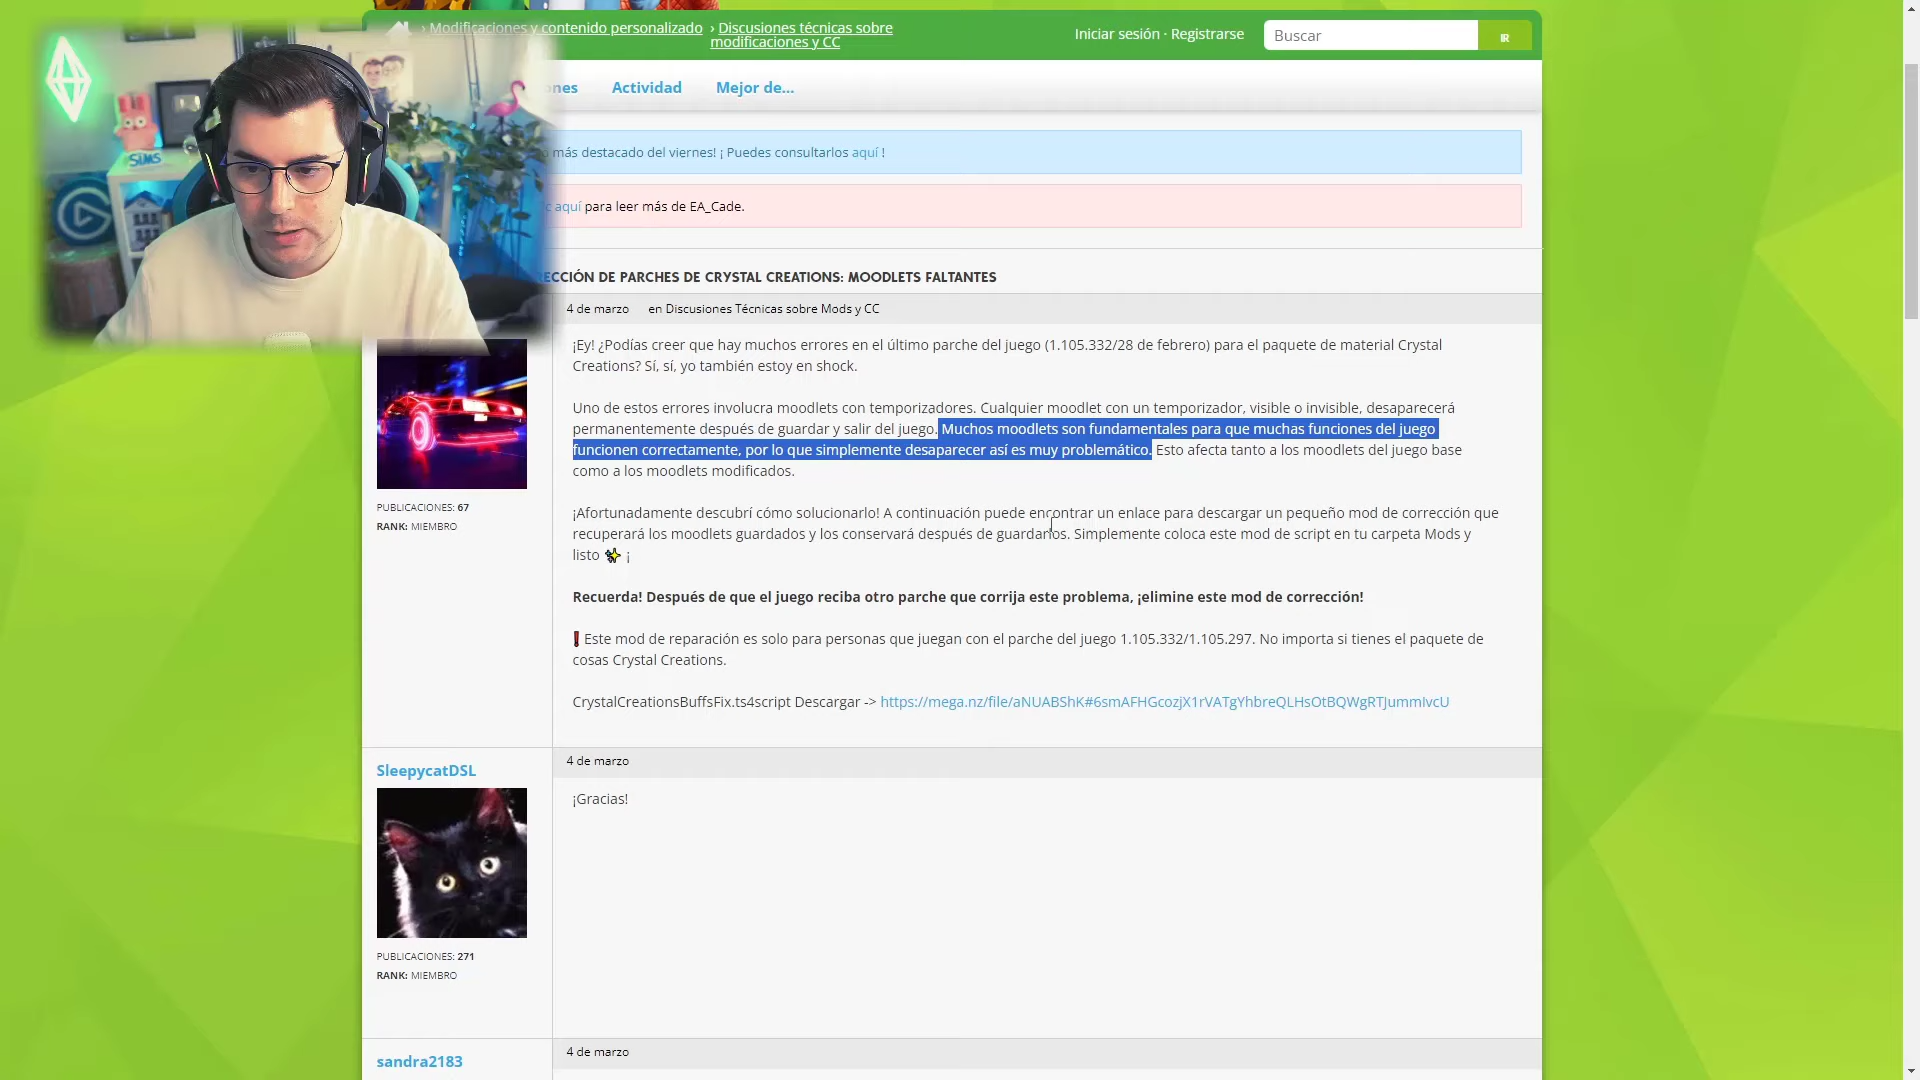 › Modificaciones y contenido personalizado › Discusiones técnicas sobre
modificaciones y CC
Iniciar sesión · Registrarse
Buscar
IR
nes
Actividad
Mejor de...
más destacado del viernes! ¡ Puedes consultarlos aquí !
aquí para leer más de EA_Cade.
RECCIÓN DE PARCHES DE CRYSTAL CREATIONS: MOODLETS FALTANTES
4 de marzo en Discusiones Técnicas sobre Mods y CC
¡Ey! ¿Podías creer que hay muchos errores en el último parche del juego (1.105.332/28 de febrero) para el paquete de material Crystal
Creations? Sí, sí, yo también estoy en shock.
Uno de estos errores involucra moodlets con temporizadores. Cualquier moodlet con un temporizador, visible o invisible, desaparecerá
permanentemente después de guardar y salir del juego. Muchos moodlets son fundamentales para que muchas funciones del juego
funcionen correctamente, por lo que simplemente desaparecer así es muy problemático. Esto afecta tanto a los moodlets del juego base
como a los moodlets modificados.
¡Afortunadamente descubrí cómo solucionarlo! A continuación puede encontrar un enlace para descargar un pequeño mod de corrección que
recuperará los moodlets guardados y los conservará después de guardarlos. Simplemente coloca este mod de script en tu carpeta Mods y
listo ✨ ¡
Recuerda! Después de que el juego reciba otro parche que corrija este problema, ¡elimine este mod de corrección!
❗Este mod de reparación es solo para personas que juegan con el parche del juego 1.105.332/1.105.297. No importa si tienes el paquete de
cosas Crystal Creations.
CrystalCreationsBuffsFix.ts4script Descargar -> https://mega.nz/file/aNUABShK#6smAFHGcozjX1rVATgYhbreQLHsOtBQWgRTJummIvcU
PUBLICACIONES: 67
RANK: MIEMBRO
SleepycatDSL
4 de marzo
¡Gracias!
PUBLICACIONES: 271
RANK: MIEMBRO
sandra2183
4 de marzo
SIMS